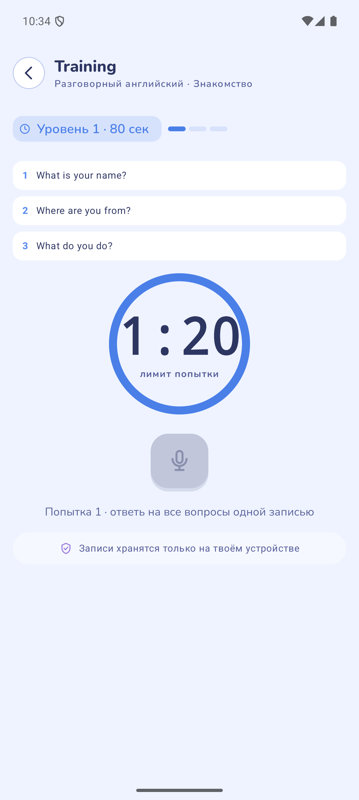 10:34
Training
Разговорный английский · Знакомство
Уровень 1 · 80 сек
1 What is your name?
2 Where are you from?
3 What do you do?
1:20
лимит попытки
Попытка 1 · ответь на все вопросы одной записью
Записи хранятся только на твоём устройстве